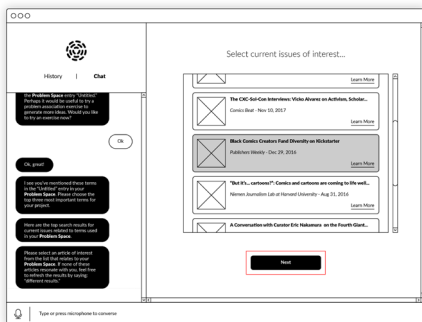 History | Chat
the Problem Space entry "Untitled."
Perhaps it would be useful to try a
problem association exercise to
generate more ideas. Would you like
to try an exercise now?
Ok
Ok, great!
I see you've mentioned these terms
in the "Untitled" entry in your
Problem Space. Please choose the
top three most important terms for
your project.
Here are the top search results for
current issues related to terms used
in your Problem Space.
Please select an article of interest
from the list that relates to your
Problem Space. If none of these
articles resonate with you, feel free
to refresh the results by saying:
"different results."
Type or press microphone to converse
Select current issues of interest...
Learn More
The CXC-Sol-Con Interviews: Vicko Alvarez on Activism, Scholar...
Comics Beat - Nov 10, 2017
Learn More
Black Comics Creators Fund Diversity on Kickstarter
Publishers Weekly - Dec 29, 2016
Learn More
"But it's... cartoons?": Comics and cartoons are coming to life well...
Niemen Journalism Lab at Harvard University - Aug 31, 2016
Learn More
A Conversation with Curator Eric Nakamura on the Fourth Giant...
Next